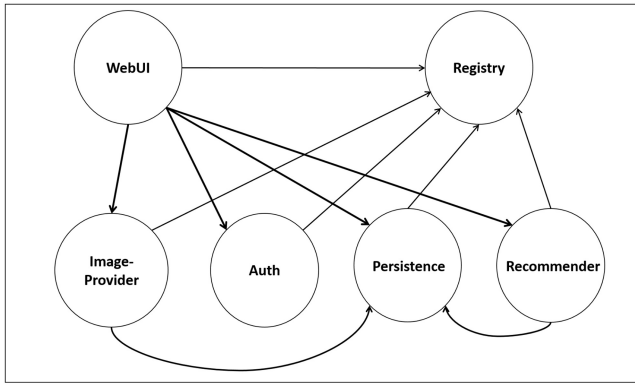 WebUI
Registry
Image-
Provider
Auth
Persistence
Recommender